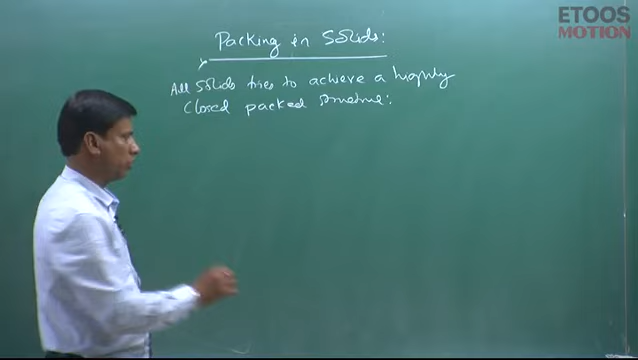 ETOOS
MOTION
Packing in Solids:
All Solids tries to achieve a highly
Closed packed structure: